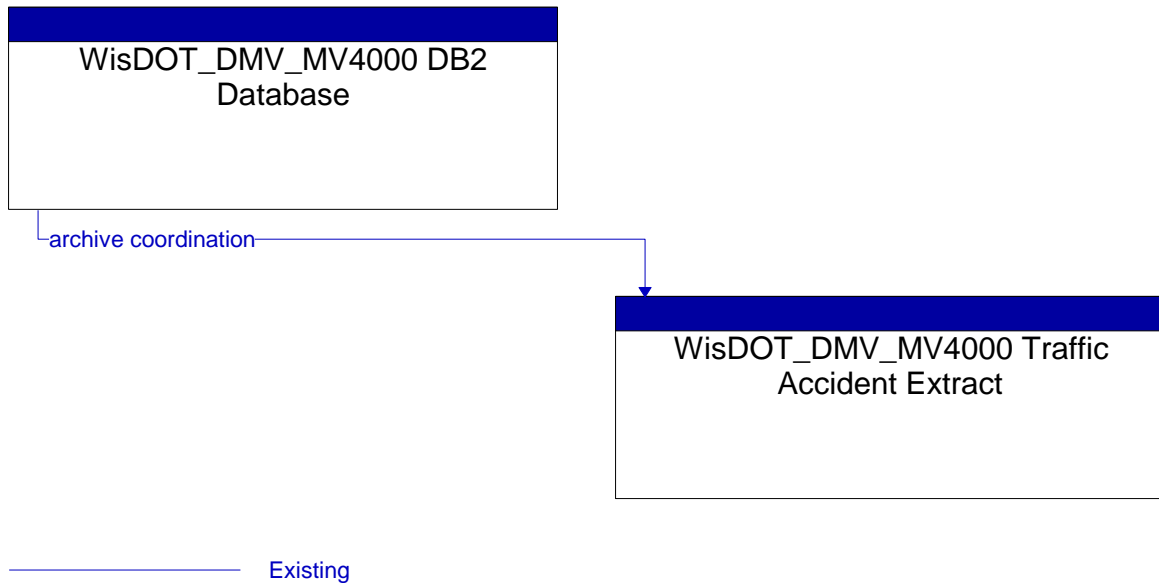 WisDOT_DMV_MV4000 DB2
Database
archive coordination
WisDOT_DMV_MV4000 Traffic
Accident Extract
Existing